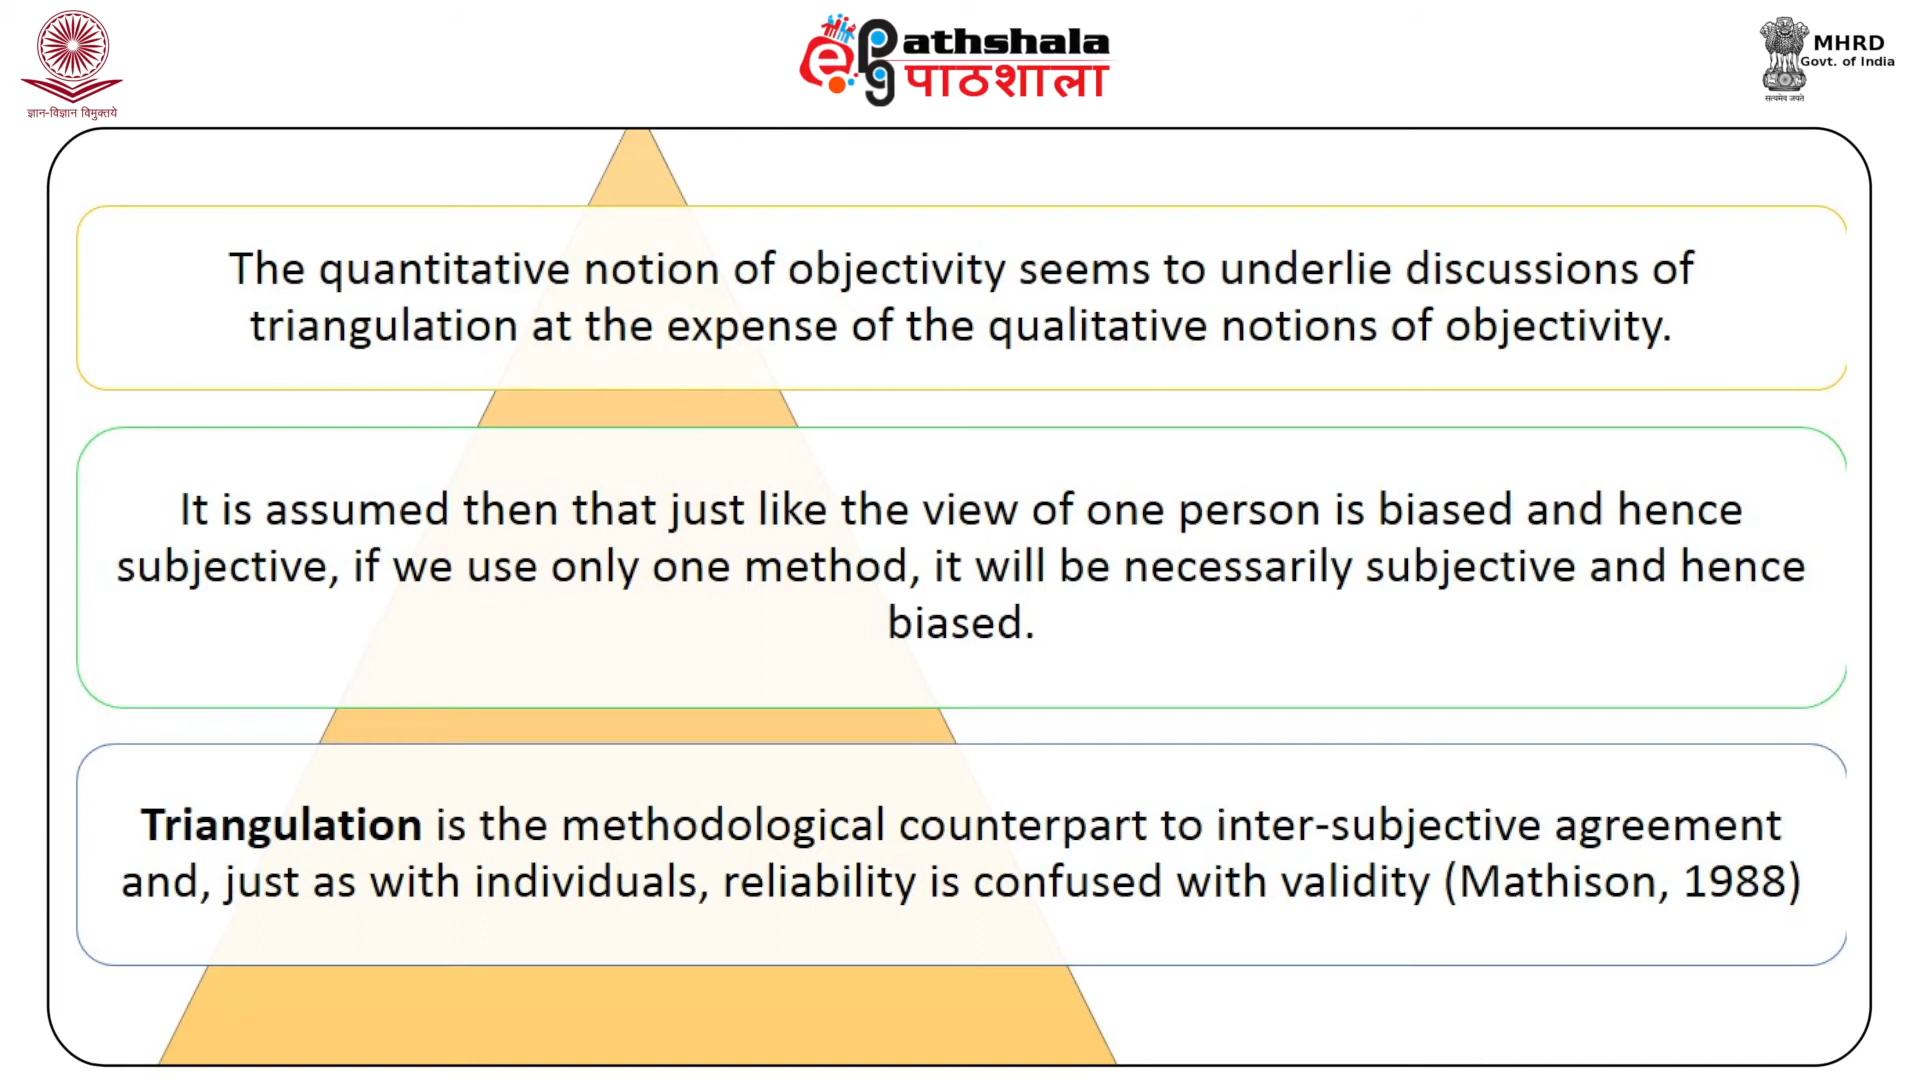 ज्ञान-विज्ञान विमुक्तये
e PG athshala
पाठशाला
MHRD
Govt. of India
सत्यमेव जयते
The quantitative notion of objectivity seems to underlie discussions of
triangulation at the expense of the qualitative notions of objectivity.
It is assumed then that just like the view of one person is biased and hence
subjective, if we use only one method, it will be necessarily subjective and hence
biased.
Triangulation is the methodological counterpart to inter-subjective agreement
and, just as with individuals, reliability is confused with validity (Mathison, 1988)